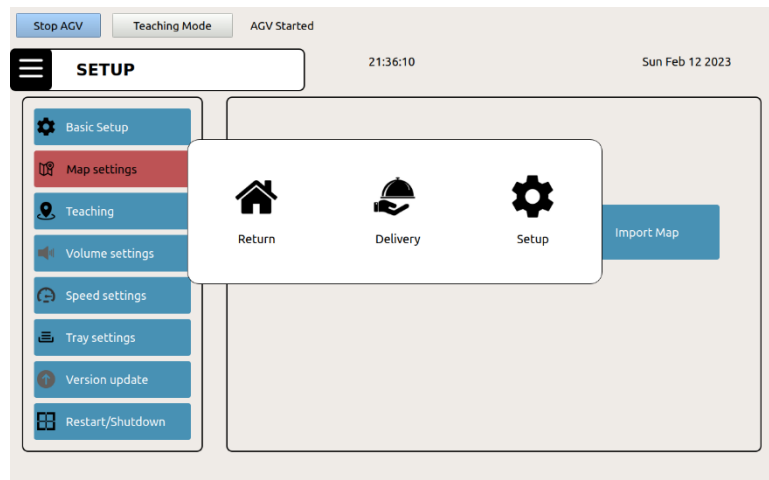 Stop AGV
Teaching Mode
AGV Started
SETUP
21:36:10
Sun Feb 12 2023
Basic Setup
Map settings
Teaching
Volume settings
Speed settings
Tray settings
Version update
Restart/Shutdown
Return
Delivery
Setup
Import Map